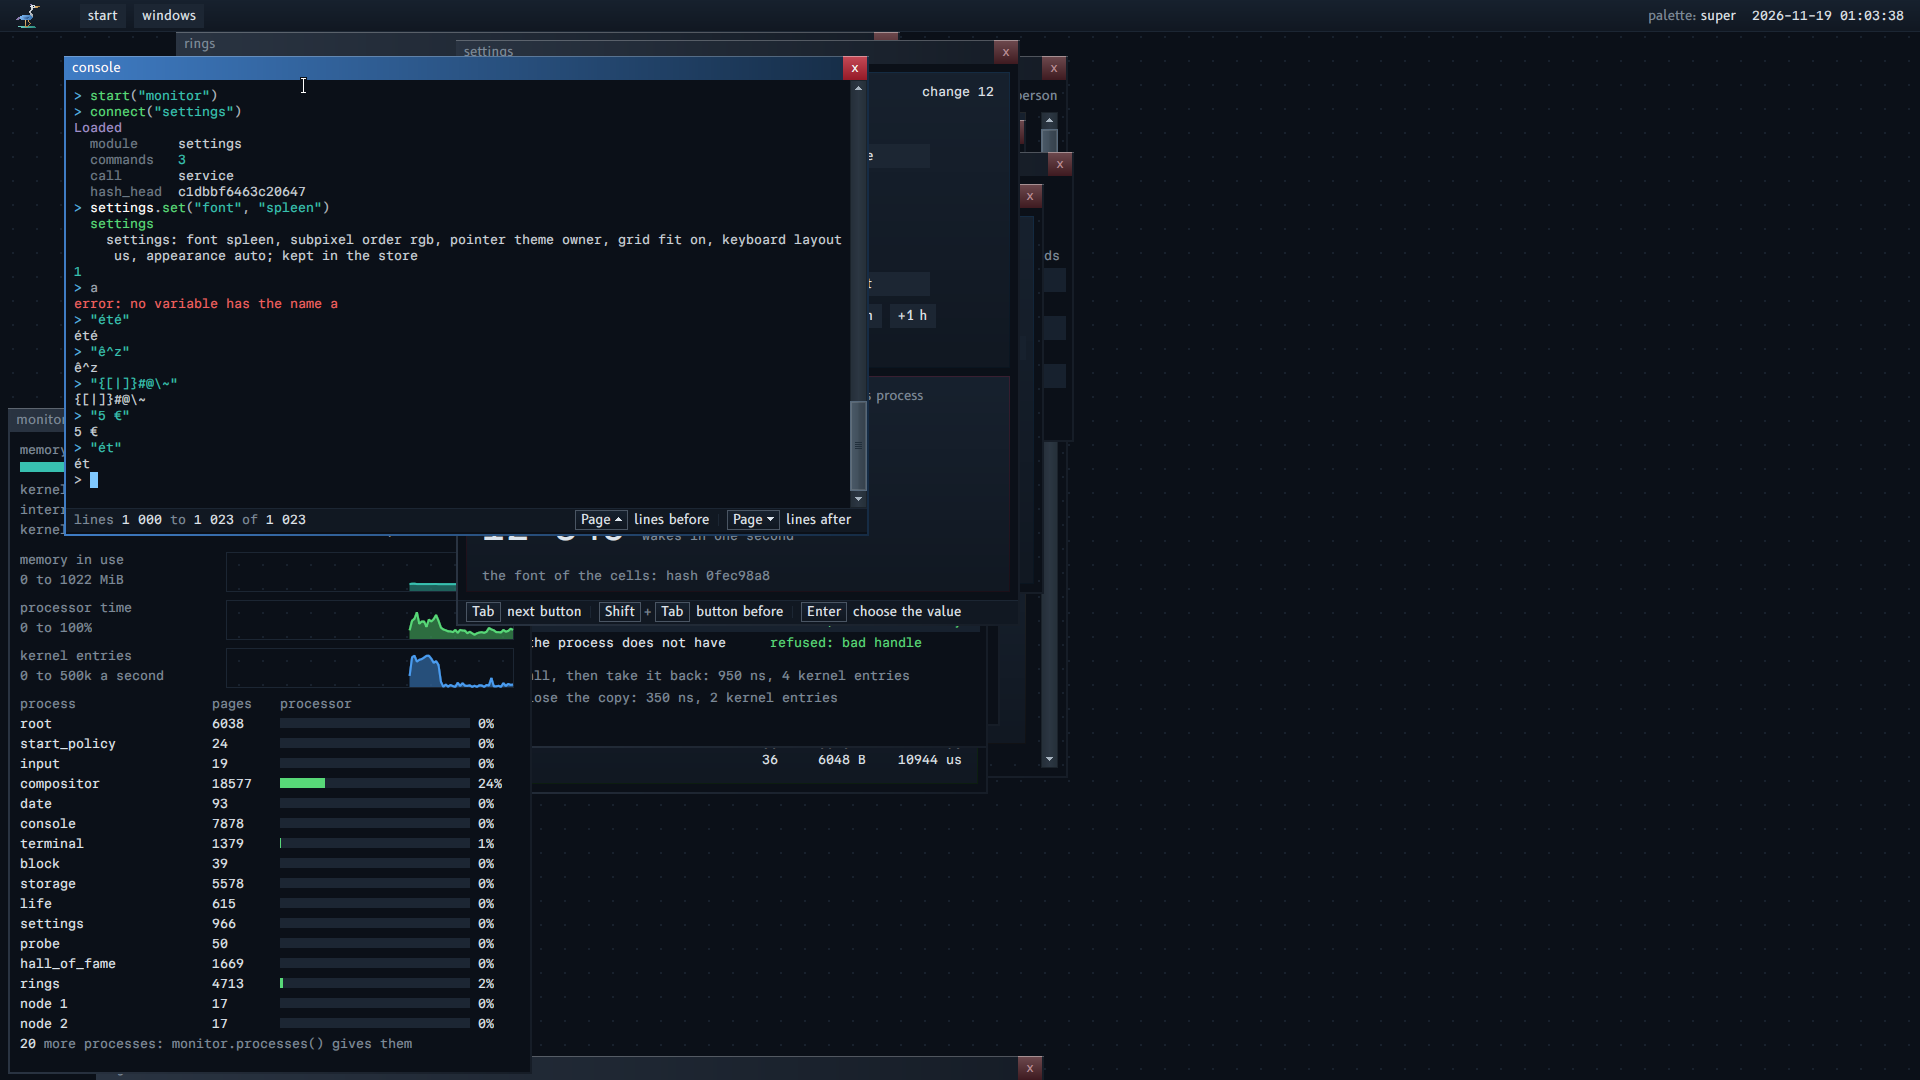 start windows palette: super 2026-11-19 01:03:38
rings
settings x
console x x
> start("monitor")
> connect("settings")
Loaded
module settings
commands 3
call service
hash_head c1dbbf6463c20647
> settings.set("font", "spleen")
settings
settings: font spleen, subpixel order rgb, pointer theme owner, grid fit on, keyboard layout
us, appearance auto; kept in the store
1
> a
error: no variable has the name a
> "été"
été
> "ê^z"
ê^z
> "{[|]}#@\~"
{[|]}#@\~
> "5 €"
5 €
> "ét"
ét
>
lines 1 000 to 1 023 of 1 023 Page lines before Page lines after
change 12
erson
x
x
ds
+1 h
process
wakes in one second
the font of the cells: hash 0fec98a8
Tab next button Shift + Tab button before Enter choose the value
the process does not have refused: bad handle
all, then take it back: 950 ns, 4 kernel entries
ose the copy: 350 ns, 2 kernel entries
36 6048 B 10944 us
monitor
memory
kernel
inter
kernel
memory in use
0 to 1022 MiB
processor time
0 to 100%
kernel entries
0 to 500k a second
process pages processor
root 6038 0%
start_policy 24 0%
input 19 0%
compositor 18577 24%
date 93 0%
console 7878 0%
terminal 1379 1%
block 39 0%
storage 5578 0%
life 615 0%
settings 966 0%
probe 50 0%
hall_of_fame 1669 0%
rings 4713 2%
node 1 17 0%
node 2 17 0%
20 more processes: monitor.processes() gives them
x